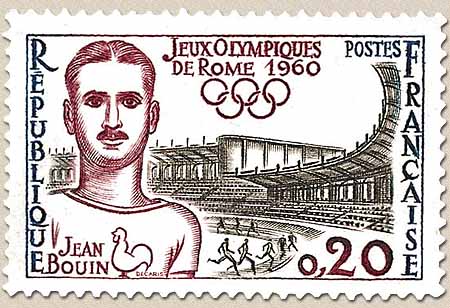 RÉPUBLIQUE
JEUX OLYMPIQUES
DE ROME 1960
POSTES
FRANÇAISE
JEAN
BOUIN
DECARIS
0,20